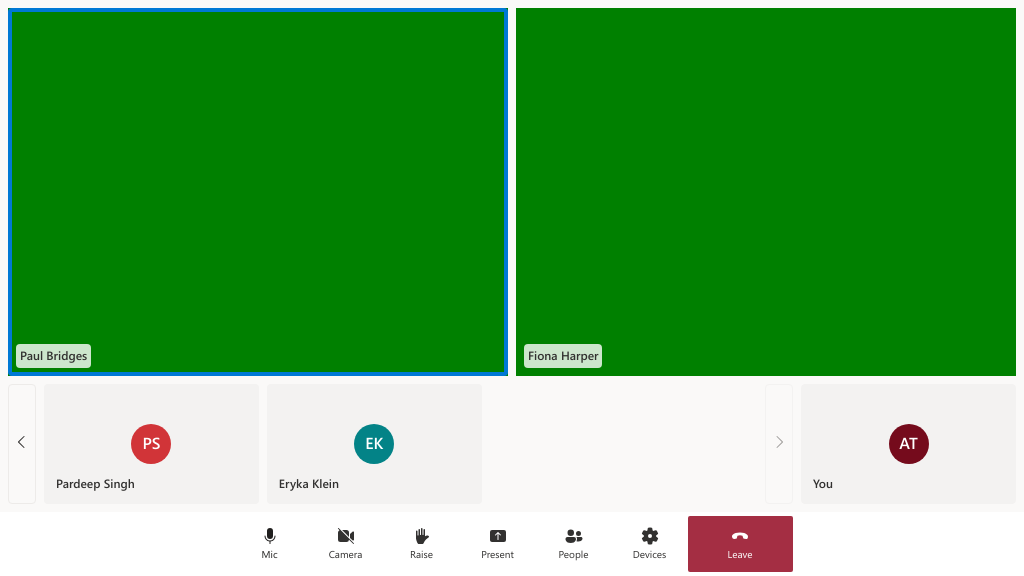 Paul Bridges
Fiona Harper
PS
Pardeep Singh
EK
Eryka Klein
AT
You
Mic
Camera
Raise
Present
People
Devices
Leave